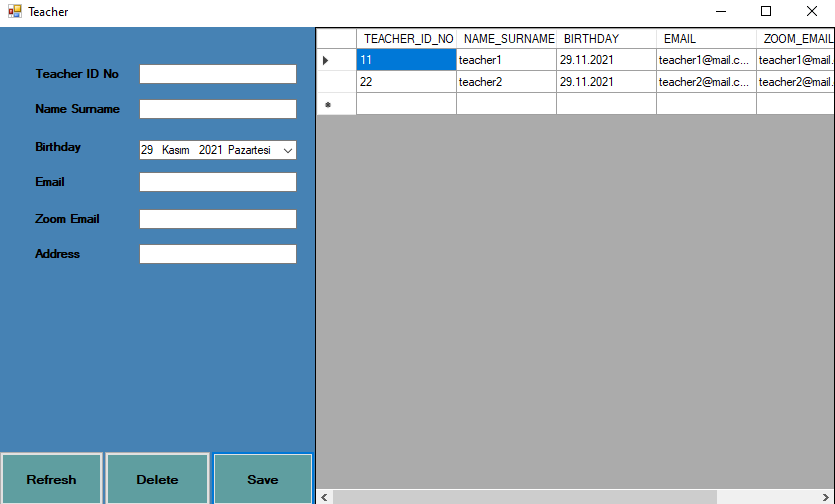 Teacher
Teacher ID No
Name Surname
Birthday
29 Kasım 2021 Pazartesi
Email
Zoom Email
Address
Refresh
Delete
Save
TEACHER_ID_NO NAME_SURNAME BIRTHDAY EMAIL ZOOM_EMAIL
11 teacher1 29.11.2021 teacher1@mail.c... teacher1@mail.
22 teacher2 29.11.2021 teacher2@mail.c... teacher2@mail.